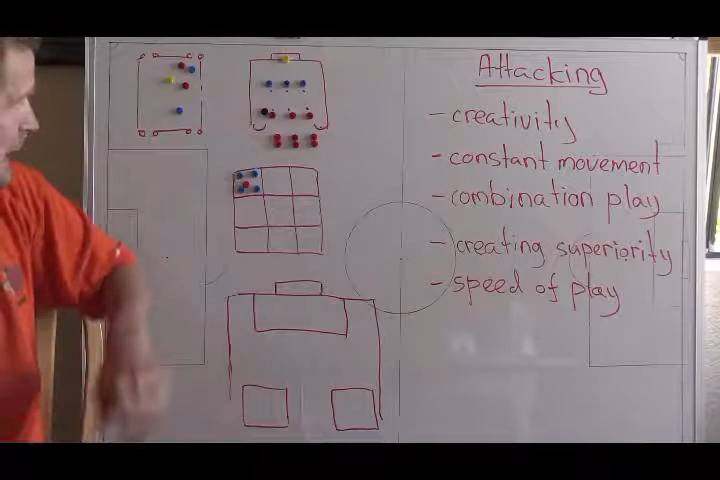 Attacking
- creativity
- constant movement
- combination play
- creating superiority
- speed of play